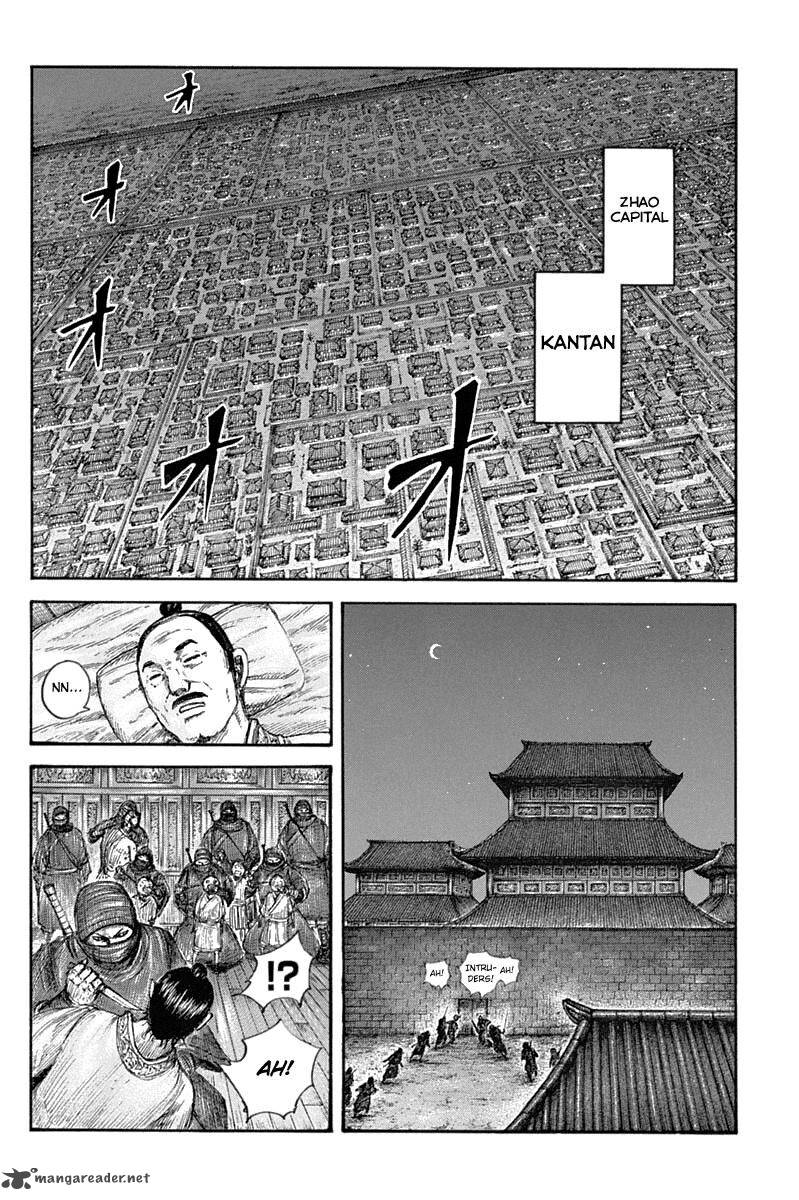 ZHAO
CAPITAL
KANTAN
オ
オ
オ
オ
オ
AH!
INTRU-
DERS!
AH!
NN...
!?
AH!
mangareader.net